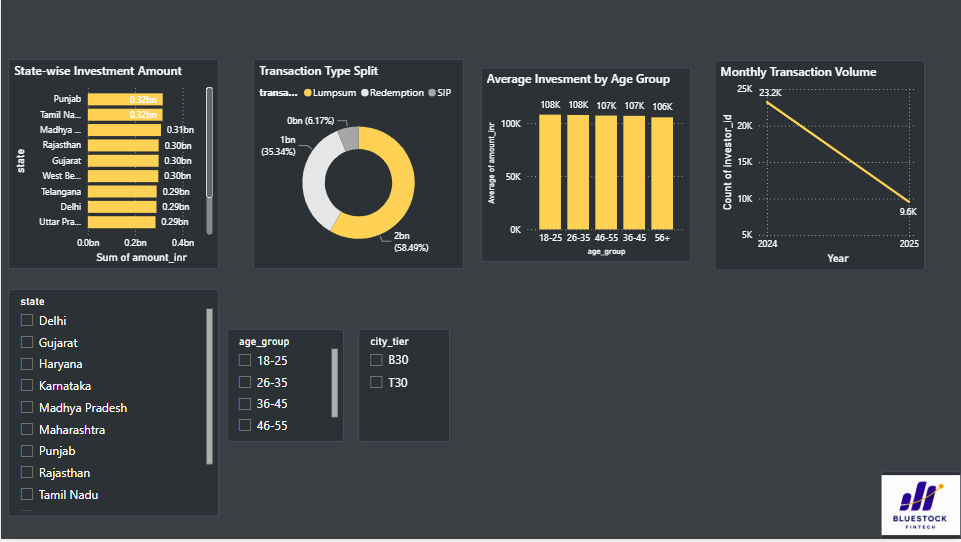 State-wise Investment Amount
state
Punjab 0.32bn
Tamil Na... 0.32bn
Madhya ... 0.31bn
Rajasthan 0.30bn
Gujarat 0.30bn
West Be... 0.30bn
Telangana 0.29bn
Delhi 0.29bn
Uttar Pra... 0.29bn
0.0bn 0.2bn 0.4bn
Sum of amount_inr
Transaction Type Split
transa... Lumpsum Redemption SIP
0bn (6.17%)
1bn
(35.34%)
2bn
(58.49%)
Average Invesment by Age Group
Average of amount_inr
108K 108K 107K 107K 106K
100K
50K
0K
18-25 26-35 46-55 36-45 56+
age_group
Monthly Transaction Volume
Count of investor_id
25K
23.2K
20K
15K
10K
9.6K
5K
2024 2025
Year
state
Delhi
Gujarat
Haryana
Karnataka
Madhya Pradesh
Maharashtra
Punjab
Rajasthan
Tamil Nadu
age_group
18-25
26-35
36-45
46-55
city_tier
B30
T30
BLUESTOCK
FINTECH